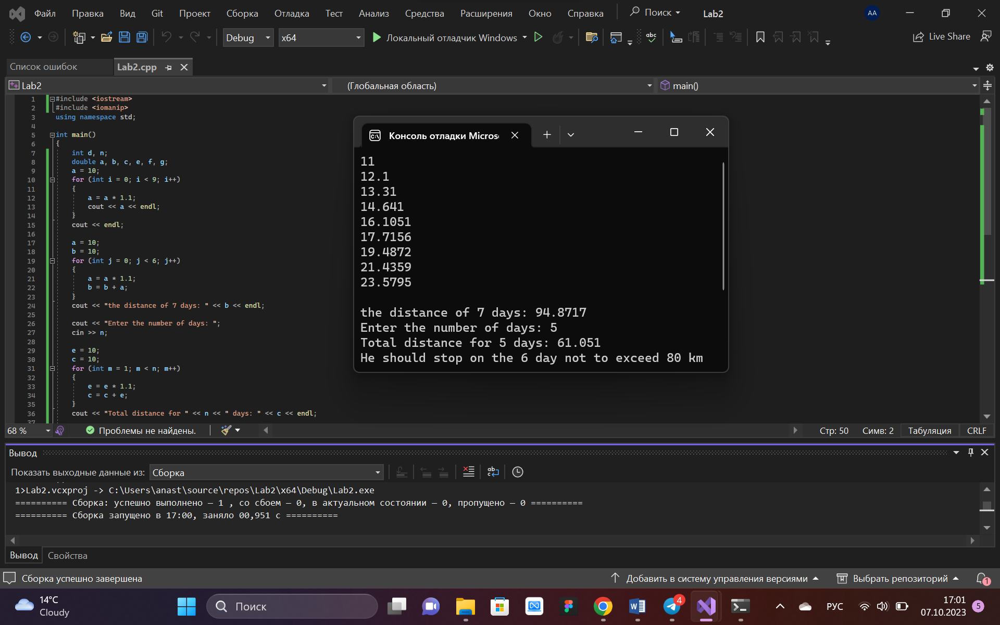 Файл Правка Вид Git Проект Сборка Отладка Тест Анализ Средства Расширения Окно Справка Поиск Lab2 AA
Debug x64 Локальный отладчик Windows abc Live Share
Список ошибок Lab2.cpp
Lab2 (Глобальная область) main()
1 #include <iostream>
2 #include <iomanip>
3 using namespace std;
4
5 int main()
6 {
7 int d, n;
8 double a, b, c, e, f, g;
9 a = 10;
10 for (int i = 0; i < 9; i++)
11 {
12 a = a * 1.1;
13 cout << a << endl;
14 }
15 cout << endl;
16
17 a = 10;
18 b = 10;
19 for (int j = 0; j < 6; j++)
20 {
21 a = a * 1.1;
22 b = b + a;
23 }
24 cout << "the distance of 7 days: " << b << endl;
25
26 cout << "Enter the number of days: ";
27 cin >> n;
28
29 e = 10;
30 c = 10;
31 for (int m = 1; m < n; m++)
32 {
33 e = e * 1.1;
34 c = c + e;
35 }
36 cout << "Total distance for " << n << " days: " << c << endl;
37
Консоль отладки Micros
11
12.1
13.31
14.641
16.1051
17.7156
19.4872
21.4359
23.5795
the distance of 7 days: 94.8717
Enter the number of days: 5
Total distance for 5 days: 61.051
He should stop on the 6 day not to exceed 80 km
68 % Проблемы не найдены. Стр: 50 Симв: 2 Табуляция CRLF
Вывод
Показать выходные данные из: Сборка
1>Lab2.vcxproj -> C:\Users\anast\source\repos\Lab2\x64\Debug\Lab2.exe
========== Сборка: успешно выполнено — 1 , со сбоем — 0, в актуальном состоянии — 0, пропущено — 0 ==========
========== Сборка запущено в 17:00, заняло 00,951 с ==========
Вывод Свойства
Сборка успешно завершена Добавить в систему управления версиями Выбрать репозиторий 1
14°C
Cloudy
Поиск 4 РУС
17:01
07.10.2023
5